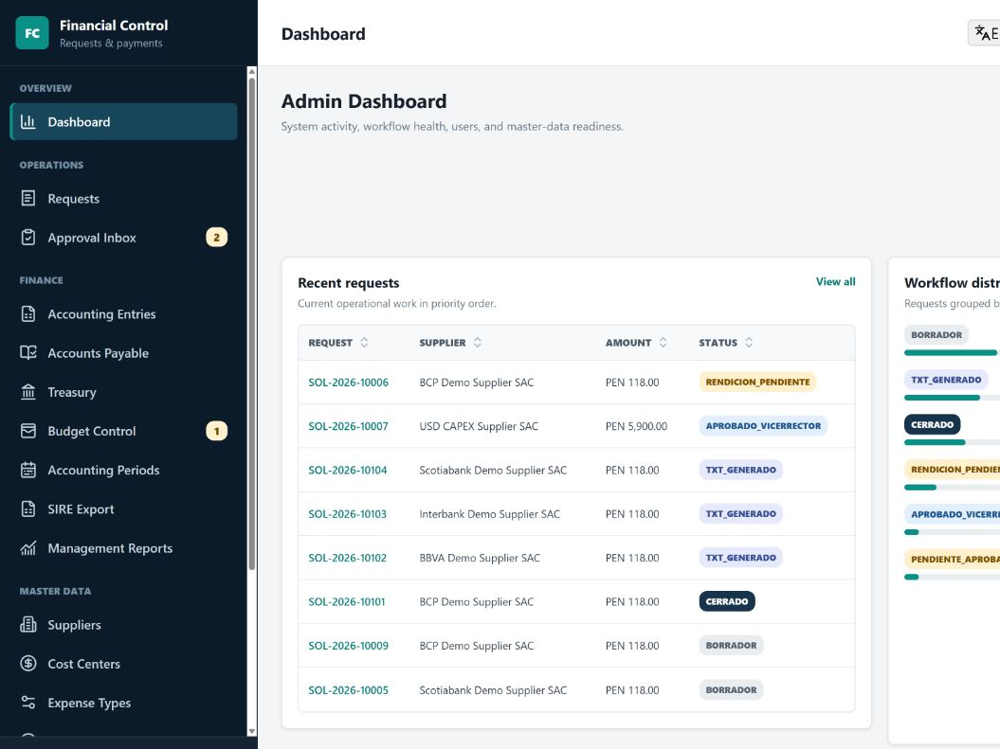 FC
Financial Control
Requests & payments
OVERVIEW
Dashboard
OPERATIONS
Requests
Approval Inbox 2
FINANCE
Accounting Entries
Accounts Payable
Treasury
Budget Control 1
Accounting Periods
SIRE Export
Management Reports
MASTER DATA
Suppliers
Cost Centers
Expense Types
Dashboard
Admin Dashboard
System activity, workflow health, users, and master-data readiness.
Recent requests View all
Current operational work in priority order.
REQUEST SUPPLIER AMOUNT STATUS
SOL-2026-10006 BCP Demo Supplier SAC PEN 118.00 RENDICION_PENDIENTE
SOL-2026-10007 USD CAPEX Supplier SAC PEN 5,900.00 APROBADO_VICERRECTOR
SOL-2026-10104 Scotiabank Demo Supplier SAC PEN 118.00 TXT_GENERADO
SOL-2026-10103 Interbank Demo Supplier SAC PEN 118.00 TXT_GENERADO
SOL-2026-10102 BBVA Demo Supplier SAC PEN 118.00 TXT_GENERADO
SOL-2026-10101 BCP Demo Supplier SAC PEN 118.00 CERRADO
SOL-2026-10009 BCP Demo Supplier SAC PEN 118.00 BORRADOR
SOL-2026-10005 Scotiabank Demo Supplier SAC PEN 118.00 BORRADOR
Workflow distr
Requests grouped b
BORRADOR
TXT_GENERADO
CERRADO
RENDICION_PENDIEN
APROBADO_VICERR
PENDIENTE_APROBA